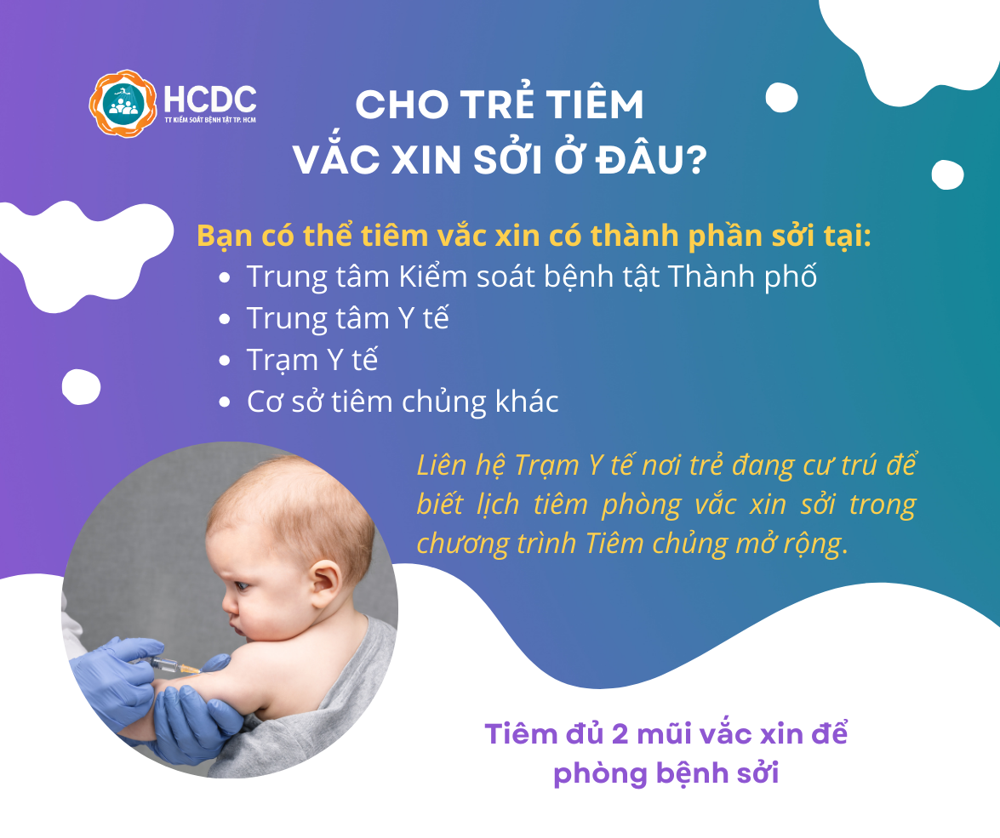 HCDC
TT KIỂM SOÁT BỆNH TẬT TP. HCM
CHO TRẺ TIÊM
VẮC XIN SỞI Ở ĐÂU?
Bạn có thể tiêm vắc xin có thành phần sởi tại:
• Trung tâm Kiểm soát bệnh tật Thành phố
• Trung tâm Y tế
• Trạm Y tế
• Cơ sở tiêm chủng khác
Liên hệ Trạm Y tế nơi trẻ đang cư trú để
biết lịch tiêm phòng vắc xin sởi trong
chương trình Tiêm chủng mở rộng.
Tiêm đủ 2 mũi vắc xin để
phòng bệnh sởi